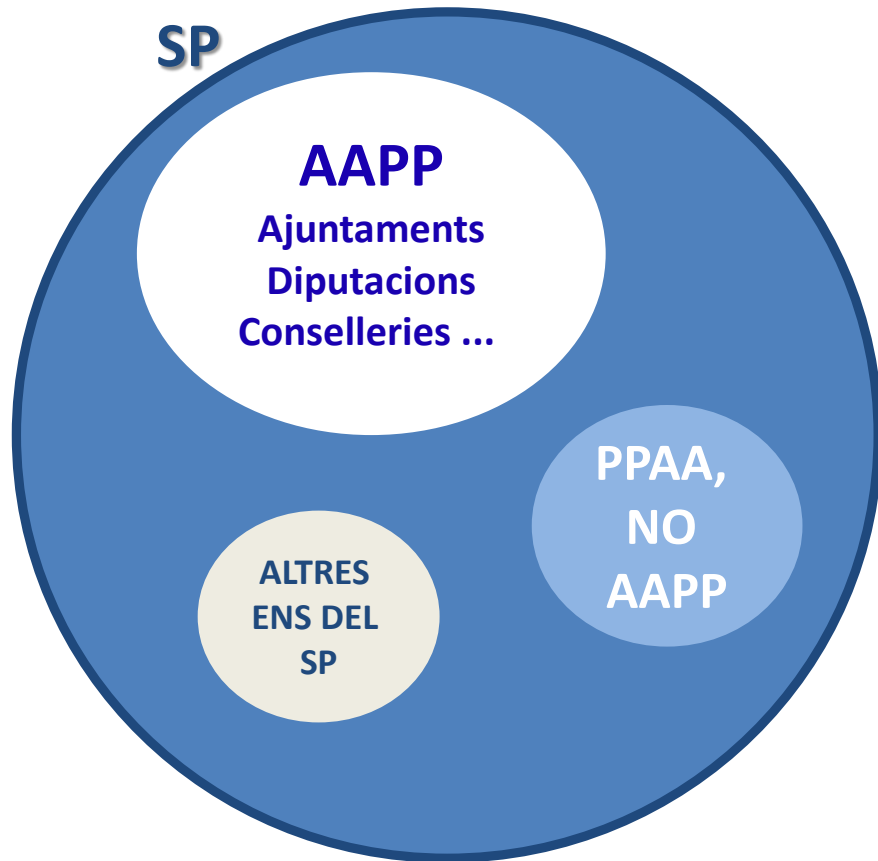 SP
AAPP
Ajuntaments
Diputacions
Conselleries ...
PPAA,
NO
AAPP
ALTRES
ENS DEL
SP